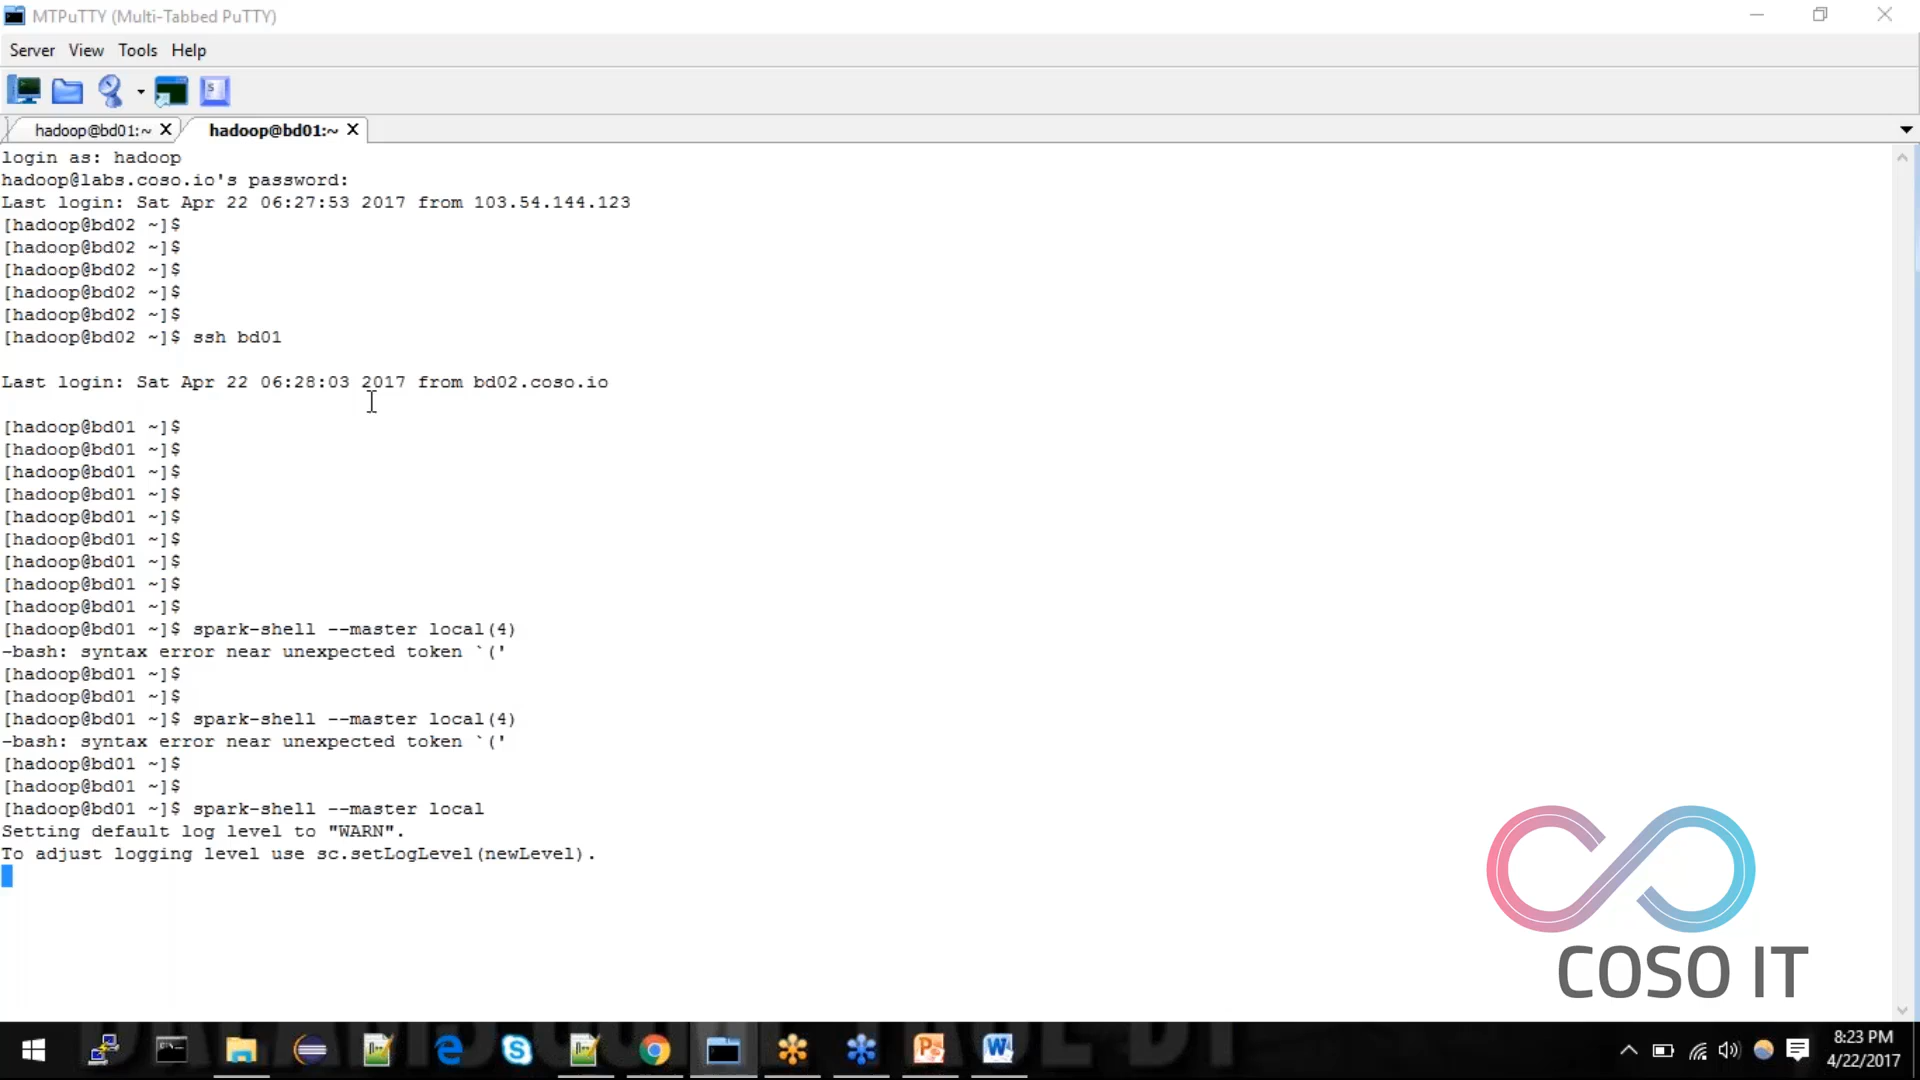 MTPuTTY (Multi-Tabbed PuTTY)
Server View Tools Help
hadoop@bd01:~ X hadoop@bd01:~ X
login as: hadoop
hadoop@labs.coso.io's password:
Last login: Sat Apr 22 06:27:53 2017 from 103.54.144.123
[hadoop@bd02 ~]$
[hadoop@bd02 ~]$
[hadoop@bd02 ~]$
[hadoop@bd02 ~]$
[hadoop@bd02 ~]$
[hadoop@bd02 ~]$ ssh bd01
Last login: Sat Apr 22 06:28:03 2017 from bd02.coso.io
[hadoop@bd01 ~]$
[hadoop@bd01 ~]$
[hadoop@bd01 ~]$
[hadoop@bd01 ~]$
[hadoop@bd01 ~]$
[hadoop@bd01 ~]$
[hadoop@bd01 ~]$
[hadoop@bd01 ~]$
[hadoop@bd01 ~]$
[hadoop@bd01 ~]$ spark-shell --master local(4)
-bash: syntax error near unexpected token `('
[hadoop@bd01 ~]$
[hadoop@bd01 ~]$
[hadoop@bd01 ~]$ spark-shell --master local(4)
-bash: syntax error near unexpected token `('
[hadoop@bd01 ~]$
[hadoop@bd01 ~]$
[hadoop@bd01 ~]$ spark-shell --master local
Setting default log level to "WARN".
To adjust logging level use sc.setLogLevel(newLevel).
COSO IT
8:23 PM
4/22/2017